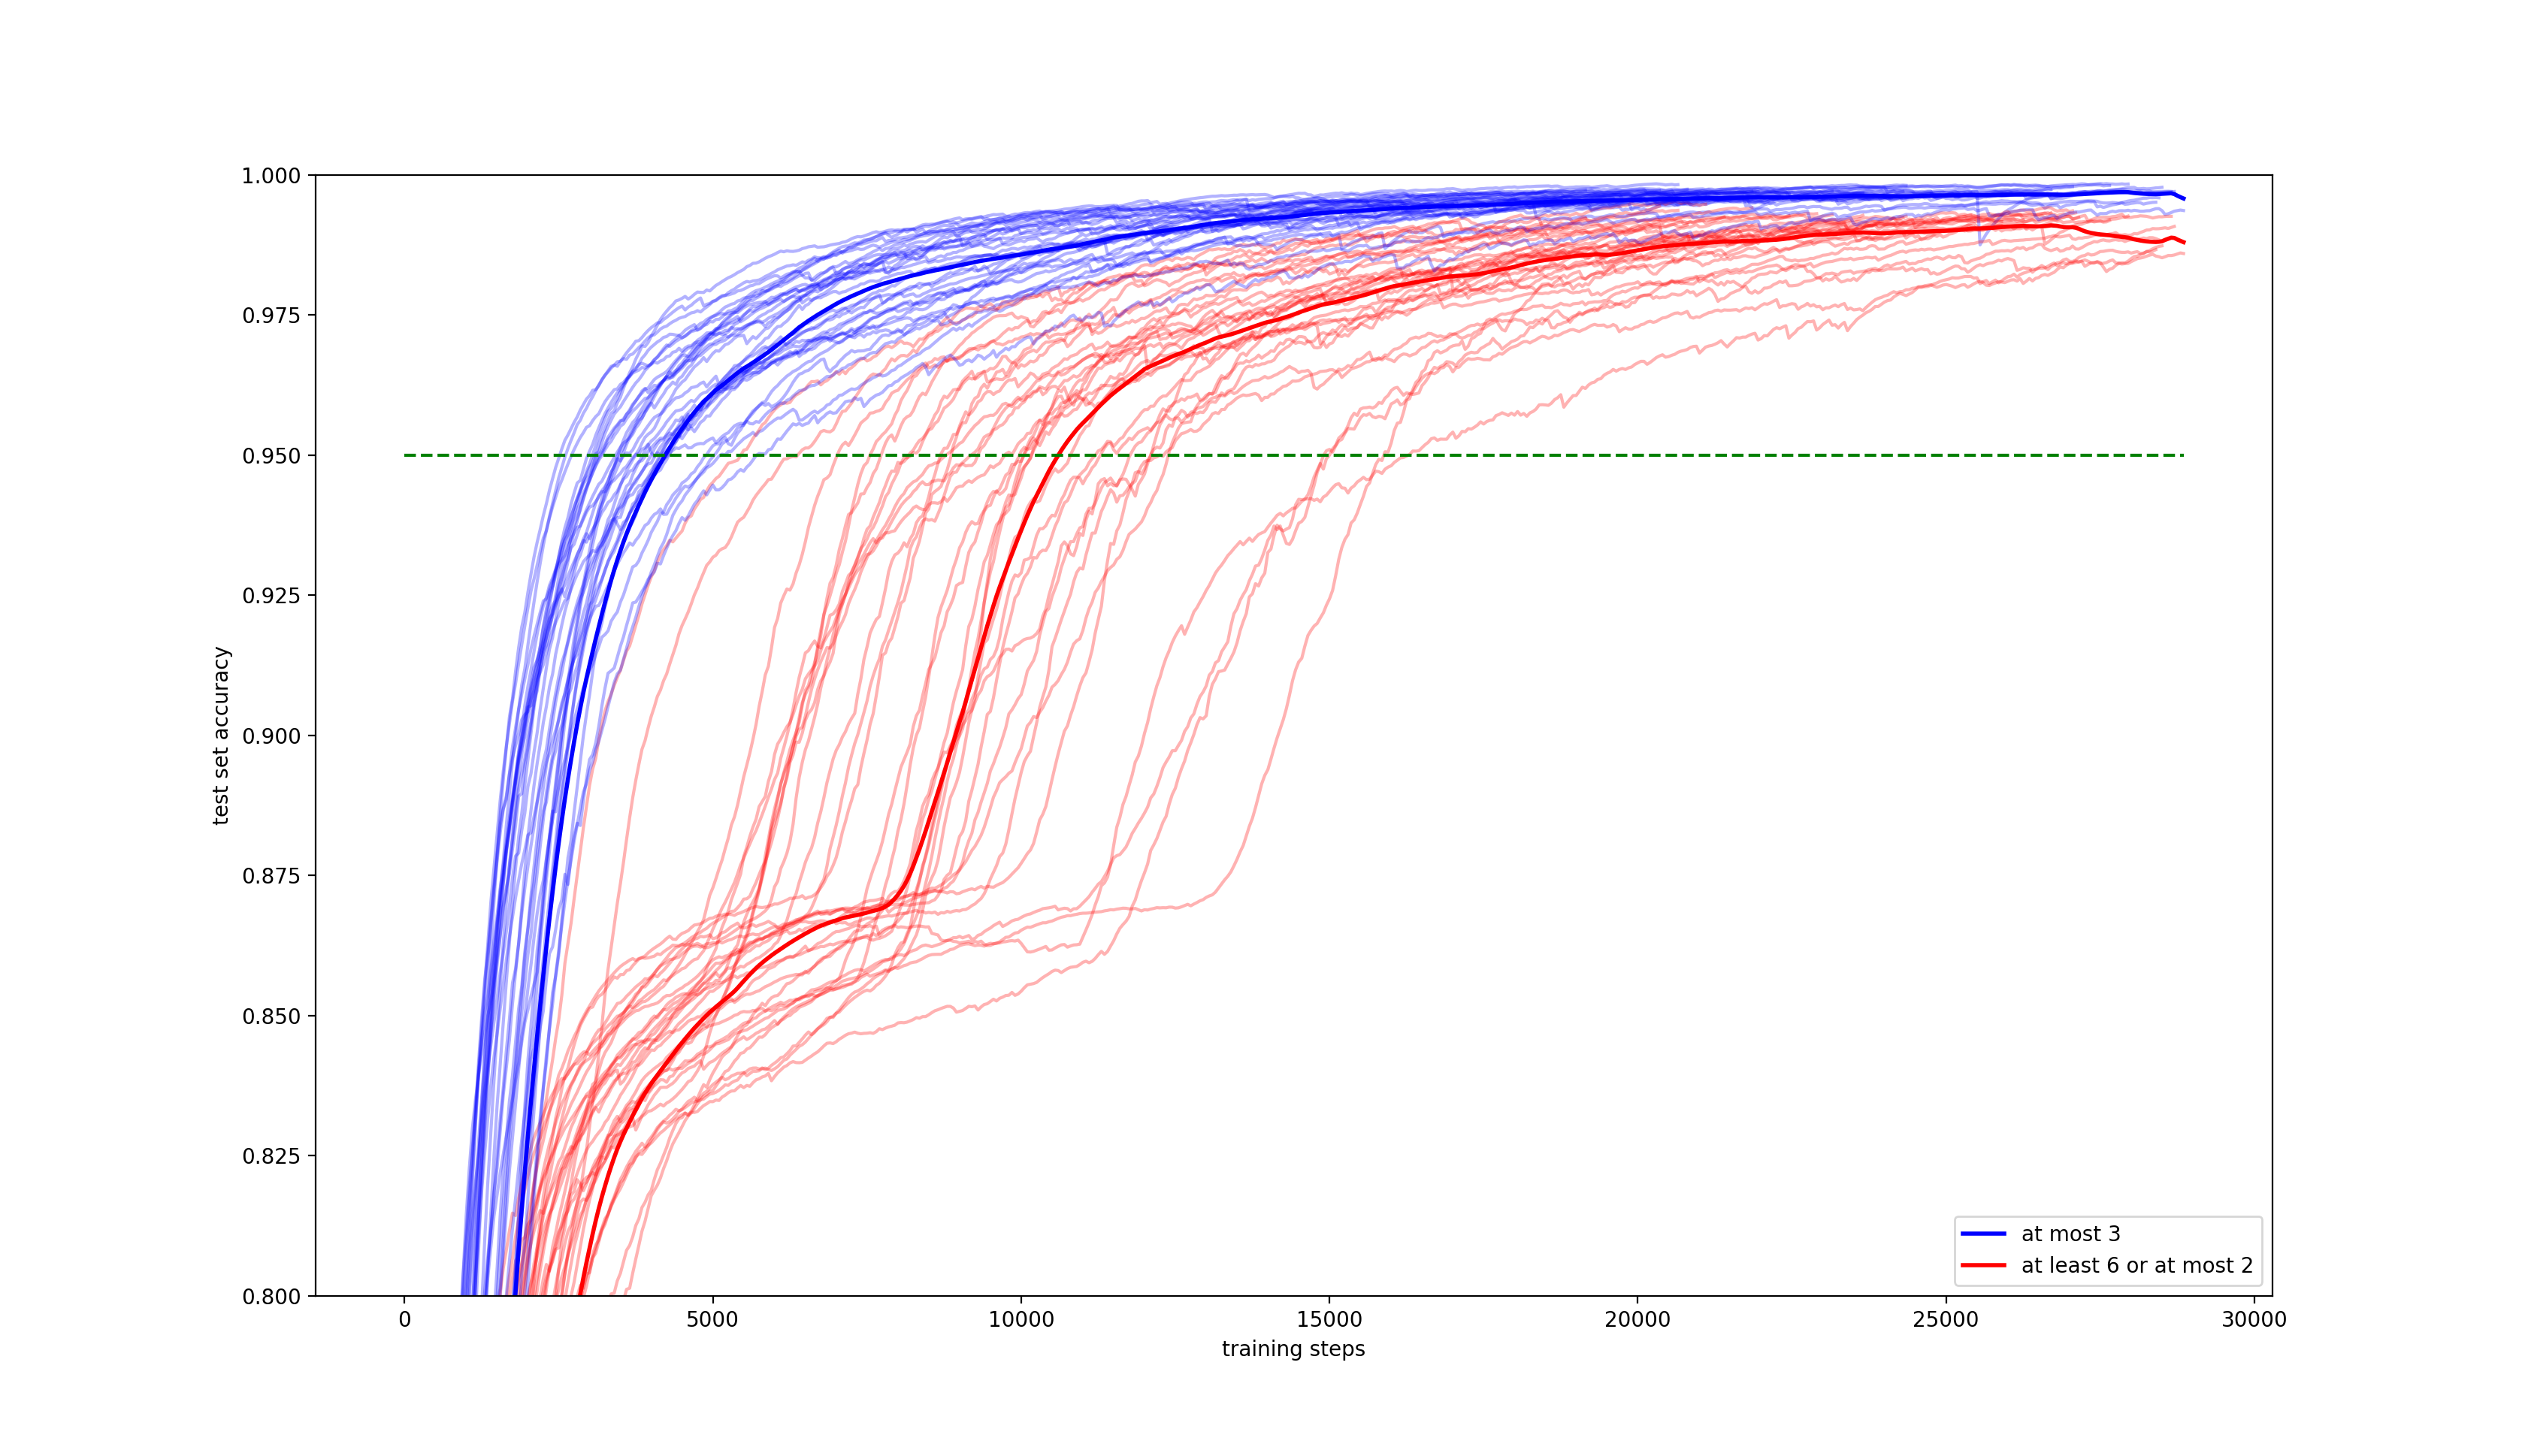 1.000
0.975
0.950
0.925
0.900
0.875
0.850
0.825
0.800
test set accuracy
0 5000 10000 15000 20000 25000 30000
training steps
at most 3
at least 6 or at most 2